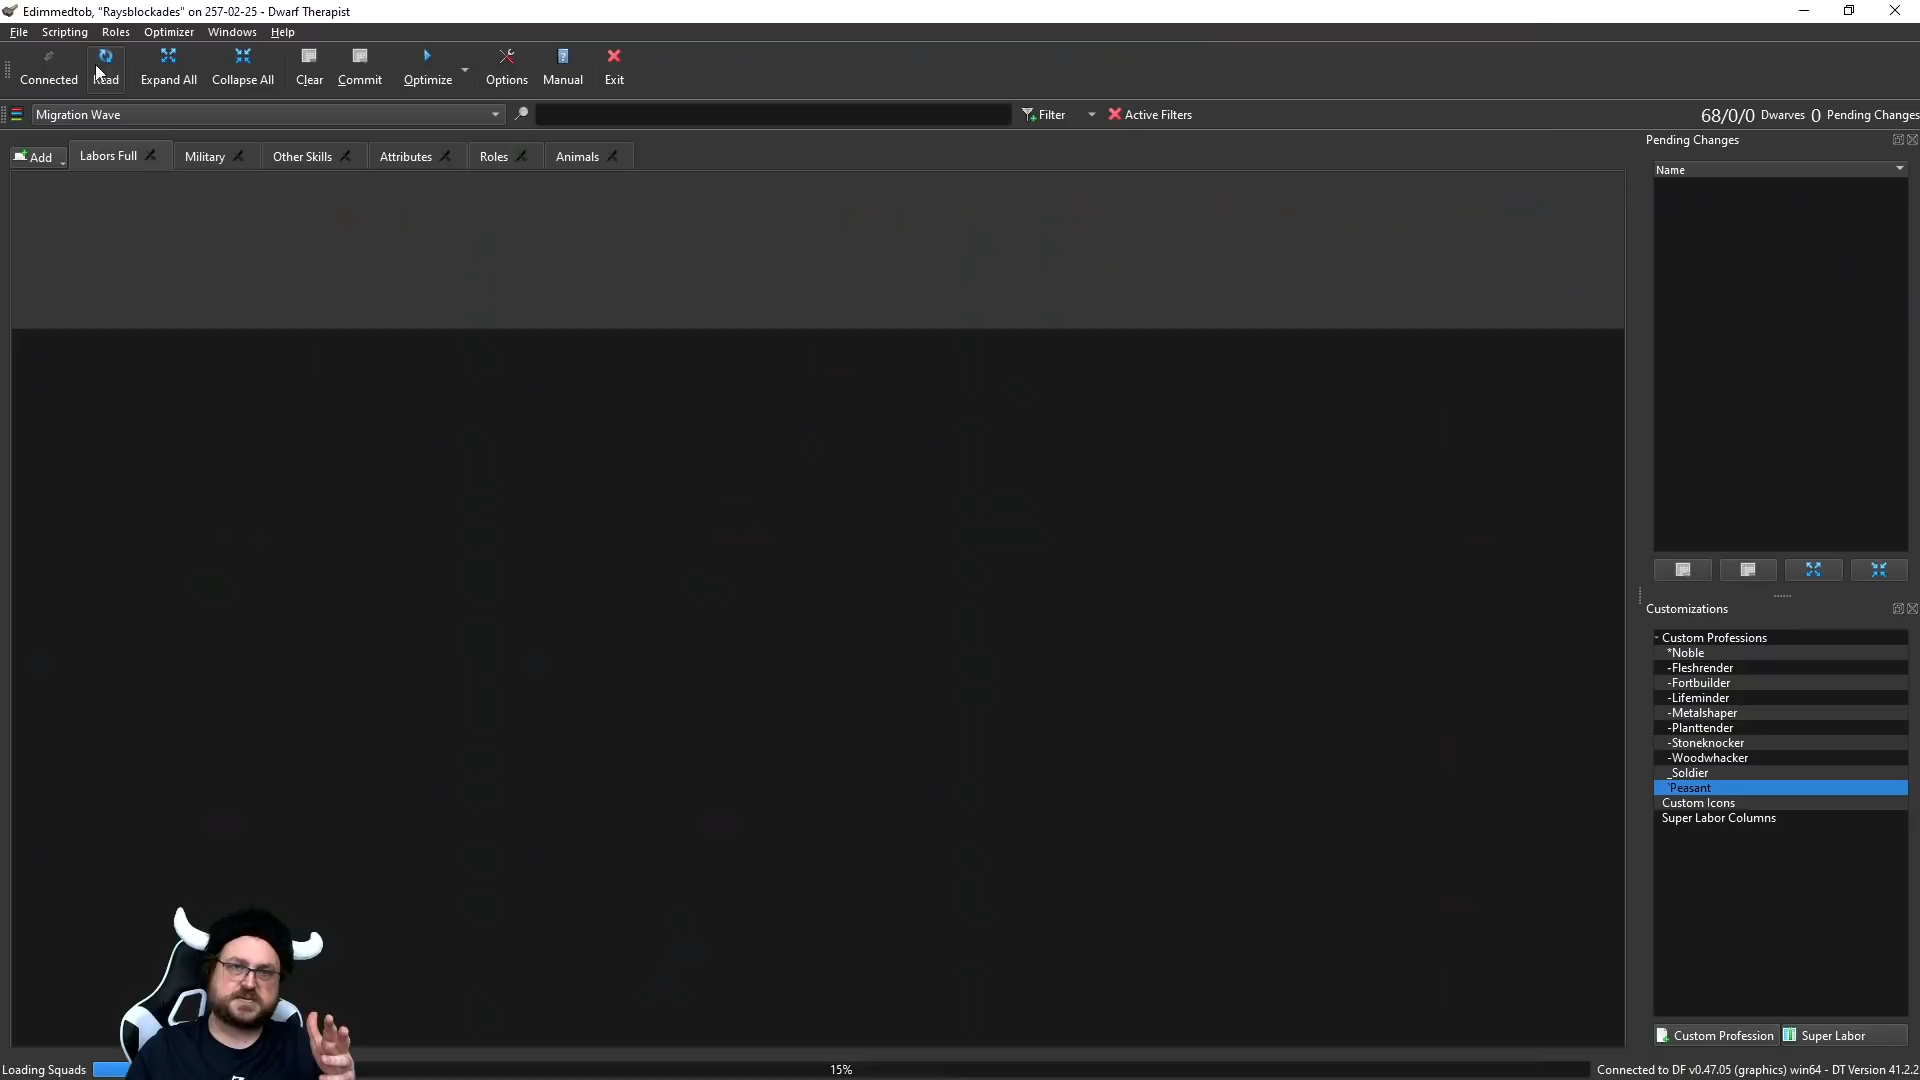 Edimmedtob, "Raysblockades" on 257-02-25 - Dwarf Therapist
File Scripting Roles Optimizer Windows Help
Connected Read Expand All Collapse All Clear Commit Optimize Options Manual Exit
Migration Wave Filter Active Filters 68/0/0 Dwarves 0 Pending Changes
Add Labors Full Military Other Skills Attributes Roles Animals
Pending Changes
Name
Customizations
Custom Professions
*Noble
-Fleshrender
-Fortbuilder
-Lifeminder
-Metalshaper
-Planttender
-Stoneknocker
-Woodwhacker
_Soldier
`Peasant
Custom Icons
Super Labor Columns
Custom Profession Super Labor
Loading Squads 15% Connected to DF v0.47.05 (graphics) win64 - DT Version 41.2.2